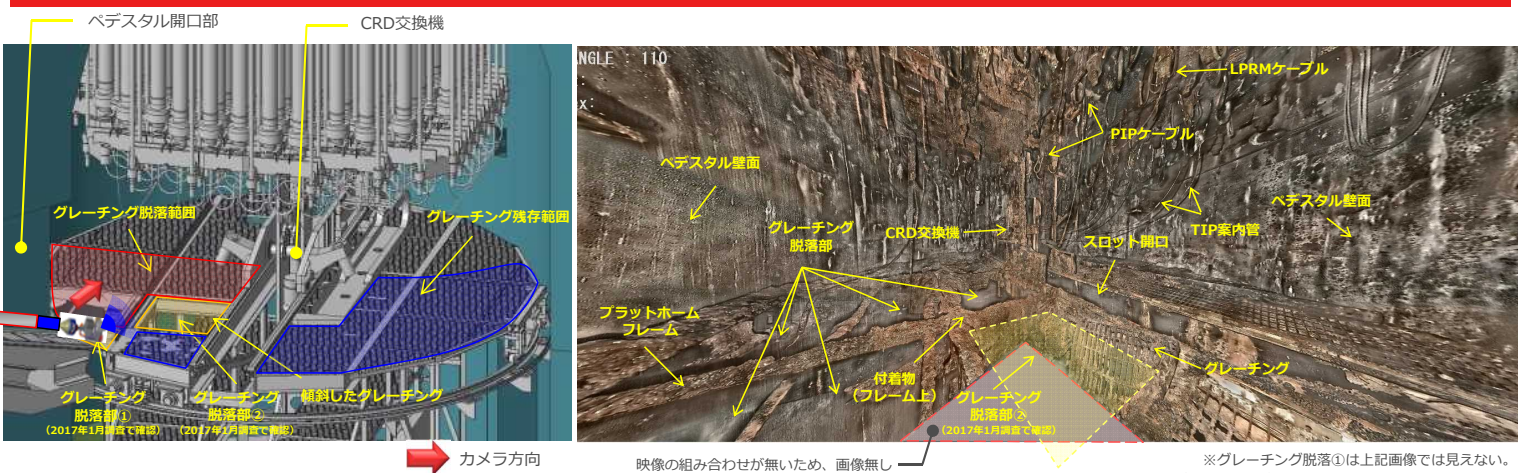 ペデスタル開口部
CRD交換機
グレーチング脱落範囲
グレーチング残存範囲
グレーチング
脱落部①
(2017年1月調査で確認)
グレーチング
脱落部②
(2017年1月調査で確認)
傾斜したグレーチング
カメラ方向
NGLE : 110
x:
LPRMケーブル
PIPケーブル
ペデスタル壁面
グレーチング
脱落部
CRD交換機
TIP案内管
ペデスタル壁面
スロット開口
プラットホーム
フレーム
付着物
(フレーム上)
グレーチング
グレーチング
脱落部②
(2017年1月調査で確認)
映像の組み合わせが無いため、画像無し
※グレーチング脱落①は上記画像では見えない。